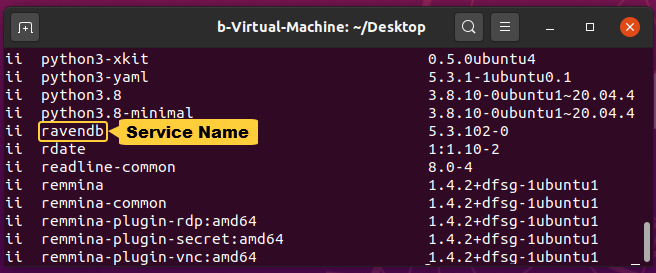 b-Virtual-Machine: ~/Desktop
ii python3-xkit 0.5.0ubuntu4
ii python3-yaml 5.3.1-1ubuntu0.1
ii python3.8 3.8.10-0ubuntu1~20.04.4
ii python3.8-minimal 3.8.10-0ubuntu1~20.04.4
ii ravendb Service Name 5.3.102-0
ii rdate 1:1.10-2
ii readline-common 8.0-4
ii remmina 1.4.2+dfsg-1ubuntu1
ii remmina-common 1.4.2+dfsg-1ubuntu1
ii remmina-plugin-rdp:amd64 1.4.2+dfsg-1ubuntu1
ii remmina-plugin-secret:amd64 1.4.2+dfsg-1ubuntu1
ii remmina-plugin-vnc:amd64 1.4.2+dfsg-1ubuntu1